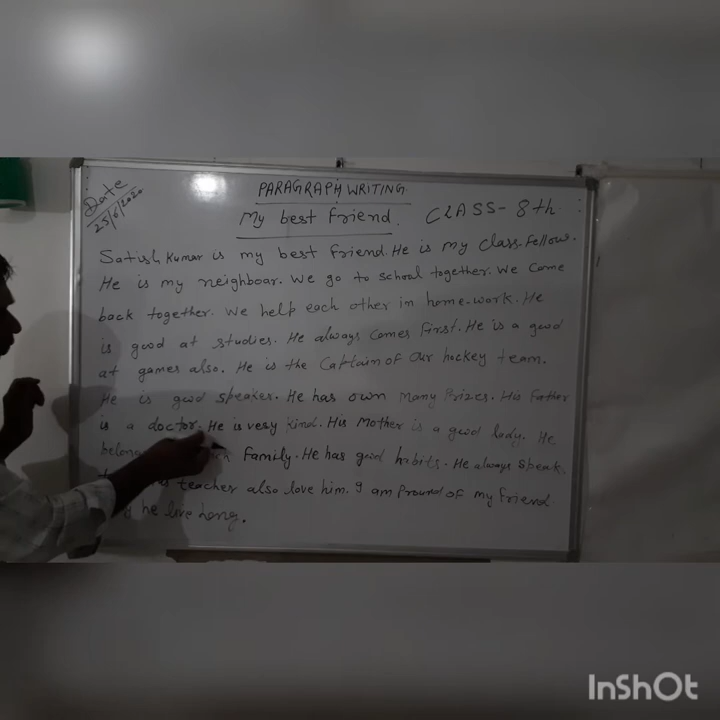 Date
25/6/2020
PARAGRAPH WRITING
My best friend. CLASS- 8th
Satish Kumar is my best friend. He is my class-fellow.
He is my neighboar. We go to school together. We come
back together. We help each other in home-work. He
is good at studies. He always comes first. He is a good
at games also. He is the Captain of Our hockey team.
He is good speaker. He has own many Prizes. His Father
is a doctor. He is very kind. His Mother is a good lady. He
family. He has good habits. He always speak
teacher also love him. I am Pround of my friend
he live long.
InShOt